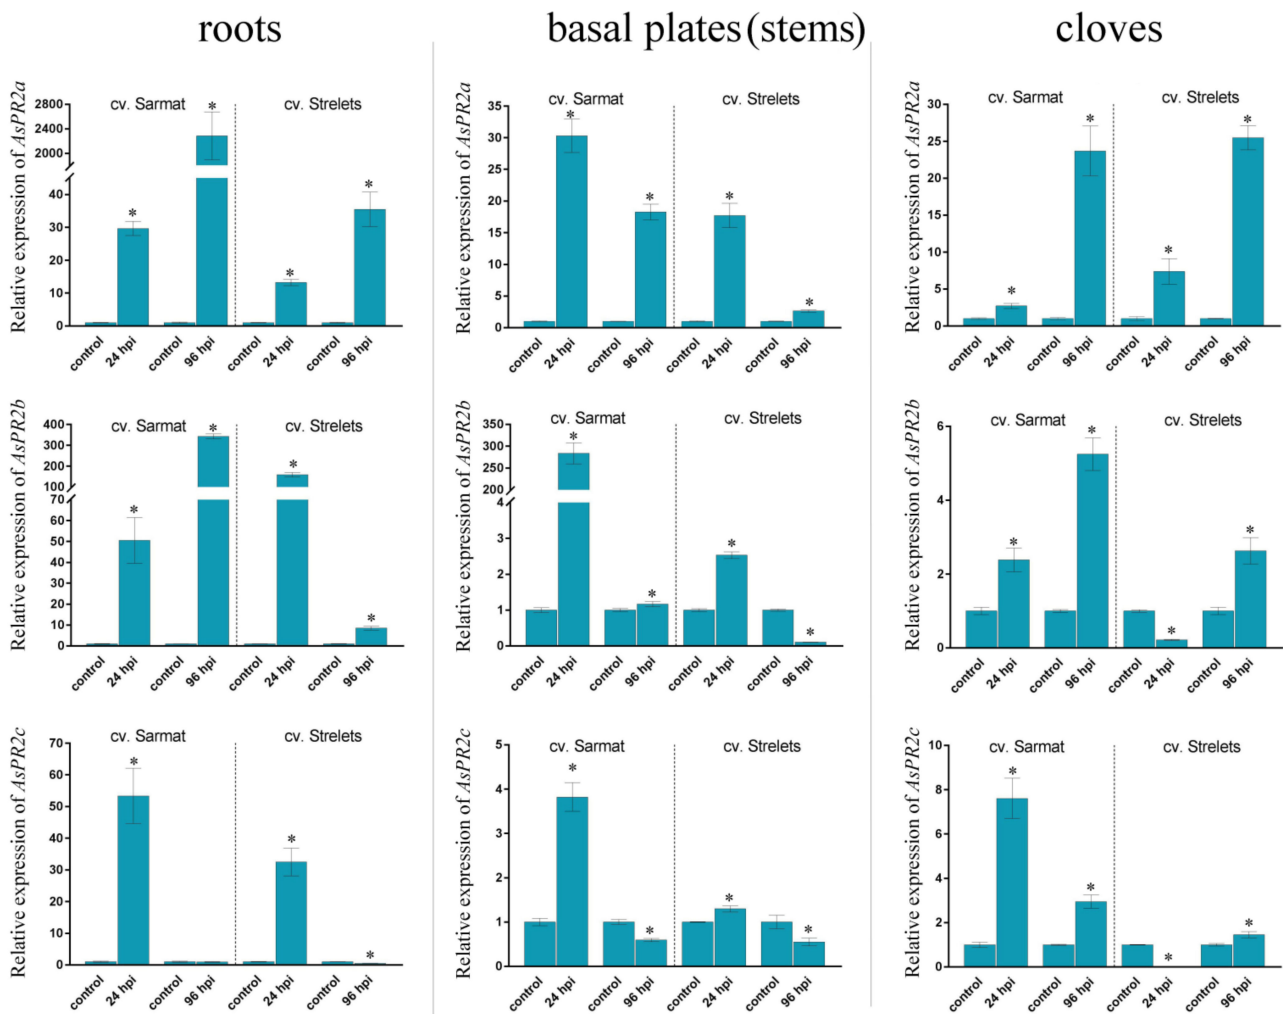 roots
basal plates (stems)
cloves
Relative expression of AsPR2a
cv. Sarmat
cv. Strelets
2800
2400
2000
40
30
20
10
0
*
*
*
*
control
24 hpi
control
96 hpi
control
24 hpi
control
96 hpi
Relative expression of AsPR2a
cv. Sarmat
cv. Strelets
35
30
25
20
15
10
5
0
*
*
*
*
control
24 hpi
control
96 hpi
control
24 hpi
control
96 hpi
Relative expression of AsPR2a
cv. Sarmat
cv. Strelets
30
25
20
15
10
5
0
*
*
*
*
control
24 hpi
control
96 hpi
control
24 hpi
control
96 hpi
Relative expression of AsPR2b
cv. Sarmat
cv. Strelets
400
300
200
100
70
60
50
40
30
20
10
0
*
*
*
*
control
24 hpi
control
96 hpi
control
24 hpi
control
96 hpi
Relative expression of AsPR2b
cv. Sarmat
cv. Strelets
350
300
250
200
4
3
2
1
0
*
*
*
*
control
24 hpi
control
96 hpi
control
24 hpi
control
96 hpi
Relative expression of AsPR2b
cv. Sarmat
cv. Strelets
6
4
2
0
*
*
*
*
control
24 hpi
control
96 hpi
control
24 hpi
control
96 hpi
Relative expression of AsPR2c
cv. Sarmat
cv. Strelets
70
60
50
40
30
20
10
0
*
*
*
control
24 hpi
control
96 hpi
control
24 hpi
control
96 hpi
Relative expression of AsPR2c
cv. Sarmat
cv. Strelets
5
4
3
2
1
0
*
*
*
*
control
24 hpi
control
96 hpi
control
24 hpi
control
96 hpi
Relative expression of AsPR2c
cv. Sarmat
cv. Strelets
10
8
6
4
2
0
*
*
*
*
control
24 hpi
control
96 hpi
control
24 hpi
control
96 hpi